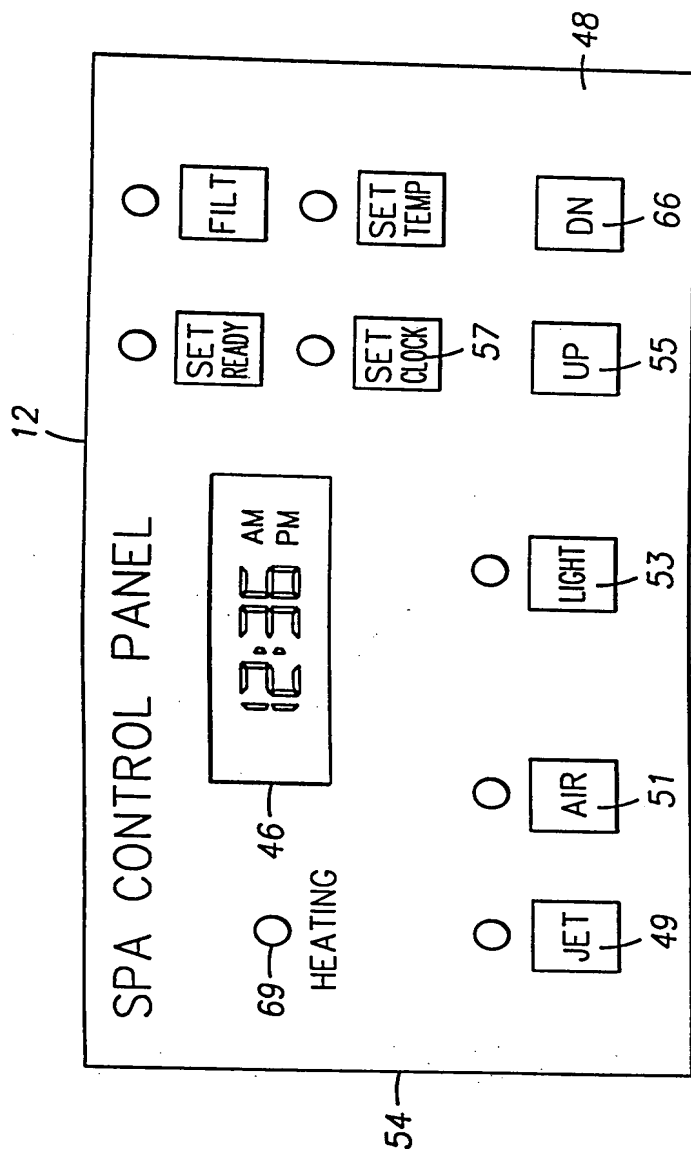 12
SPA CONTROL PANEL
69
HEATING
46
12:36 AM
PM
SET
READY
FILT
SET
CLOCK
57
SET
TEMP
JET
AIR
LIGHT
UP
DN
49
51
53
55
66
54
48